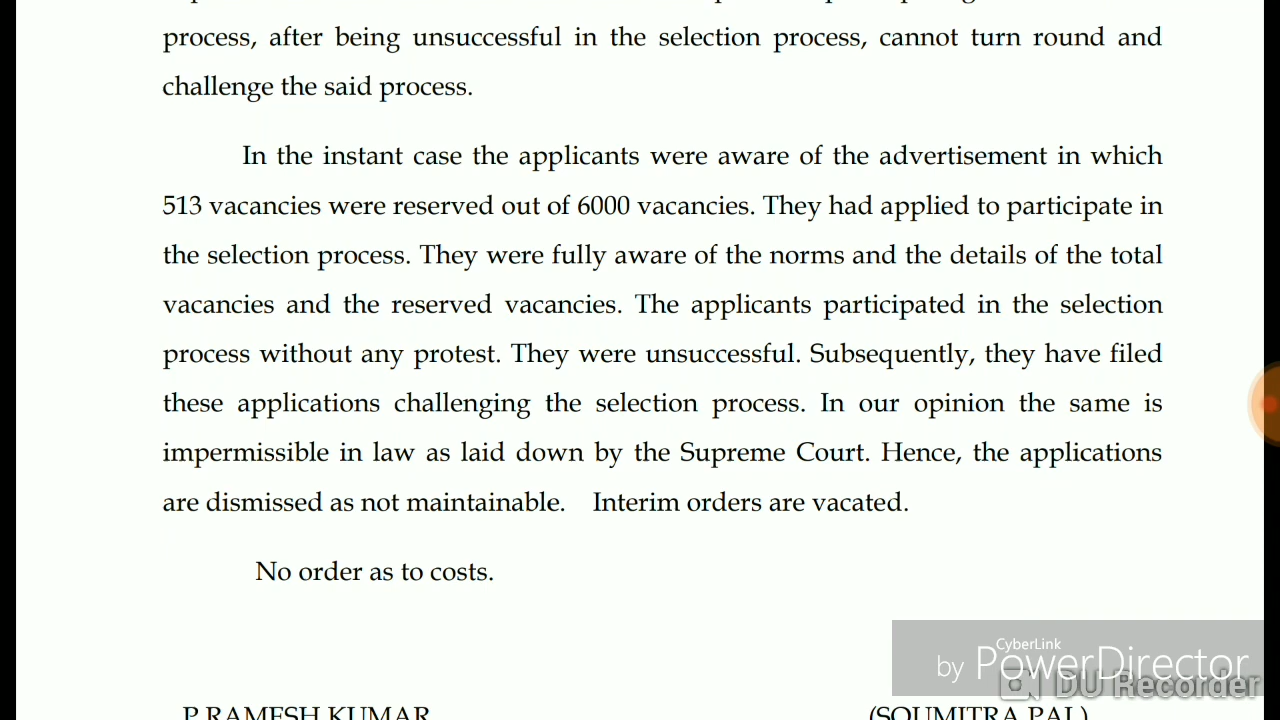 process, after being unsuccessful in the selection process, cannot turn round and
challenge the said process.
In the instant case the applicants were aware of the advertisement in which
513 vacancies were reserved out of 6000 vacancies. They had applied to participate in
the selection process. They were fully aware of the norms and the details of the total
vacancies and the reserved vacancies. The applicants participated in the selection
process without any protest. They were unsuccessful. Subsequently, they have filed
these applications challenging the selection process. In our opinion the same is
impermissible in law as laid down by the Supreme Court. Hence, the applications
are dismissed as not maintainable. Interim orders are vacated.
No order as to costs.
CyberLink
by PowerDirector
DU Recorder
P.RAMESH KUMAR (SOUMITRA PAL)